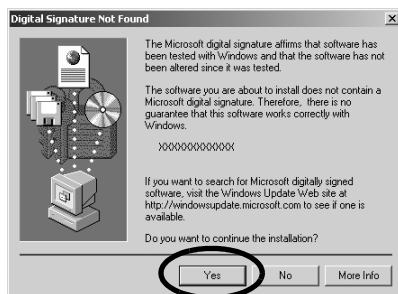 Digital Signature Not Found
The Microsoft digital signature affirms that software has
been tested with Windows and that the software has not
been altered since it was tested.
The software you are about to install does not contain a
Microsoft digital signature. Therefore, there is no
guarantee that this software works correctly with
Windows.
XXXXXXXXXXXXX
If you want to search for Microsoft digitally signed
software, visit the Windows Update Web site at
http://windowsupdate.microsoft.com to see if one is
available.
Do you want to continue the installation?
Yes No More Info